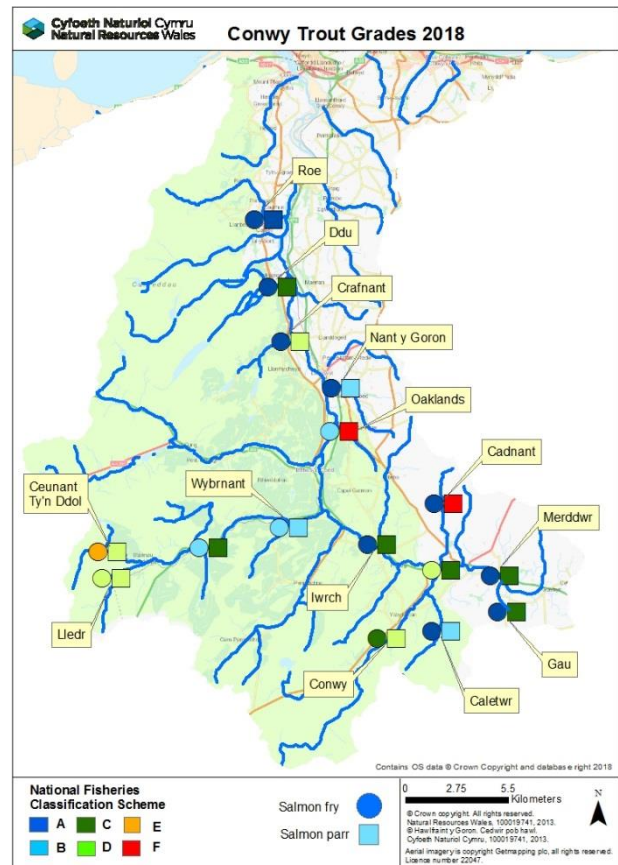 Cyfoeth Naturiol Cymru
Natural Resources Wales
Conwy Trout Grades 2018
Roe
Ddu
Crafnant
Nant y Goron
Oaklands
Cadnant
Ceunant
Ty'n Ddol
Wybrnant
Merddwr
Iwrch
Lledr
Conwy
Gau
Caletwr
Contains OS data © Crown Copyright and database right 2018
National Fisheries
Classification Scheme
A C E
B D F
Salmon fry
Salmon parr
0 2.75 5.5
Kilometers
N
© Crown copyright. All rights reserved.
Natural Resources Wales, 100019741, 2013.
© Hawlfraint y Goron. Cedwir pob hawl.
Cyfoeth Naturiol Cymru, 100019741, 2013.
Aerial imagery is copyright Getmapping plc, all rights reserved.
Licence number 22047.